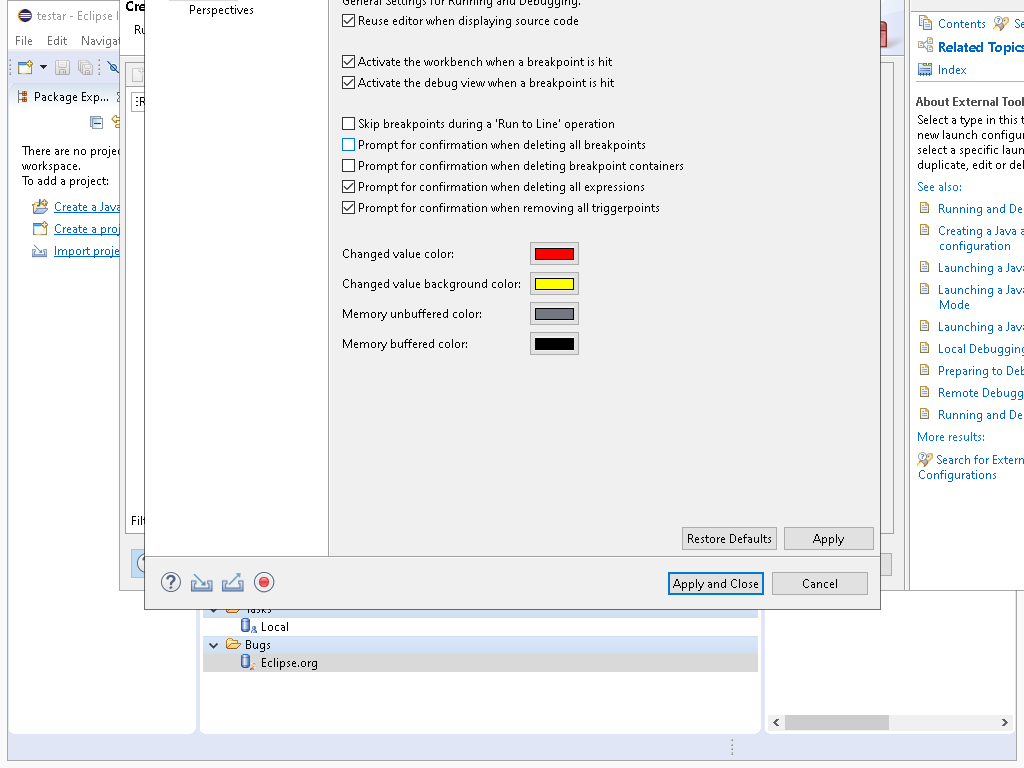 testar - Eclipse I
File Edit Navigat
Package Exp...
There are no proje
workspace.
To add a project:
Create a Java
Create a proj
Import proje
Cre
Ru
Filt
Perspectives
General Settings for Running and Debugging.
Reuse editor when displaying source code
Activate the workbench when a breakpoint is hit
Activate the debug view when a breakpoint is hit
Skip breakpoints during a 'Run to Line' operation
Prompt for confirmation when deleting all breakpoints
Prompt for confirmation when deleting breakpoint containers
Prompt for confirmation when deleting all expressions
Prompt for confirmation when removing all triggerpoints
Changed value color:
Changed value background color:
Memory unbuffered color:
Memory buffered color:
Restore Defaults Apply
Apply and Close Cancel
Tasks
Local
Bugs
Eclipse.org
Contents Se
Related Topics
Index
About External Tool
Select a type in this t
new launch configur
select a specific laun
duplicate, edit or del
See also:
Running and De
Creating a Java a
configuration
Launching a Java
Launching a Java
Mode
Launching a Java
Local Debugging
Preparing to Deb
Remote Debugg
Running and De
More results:
Search for Extern
Configurations